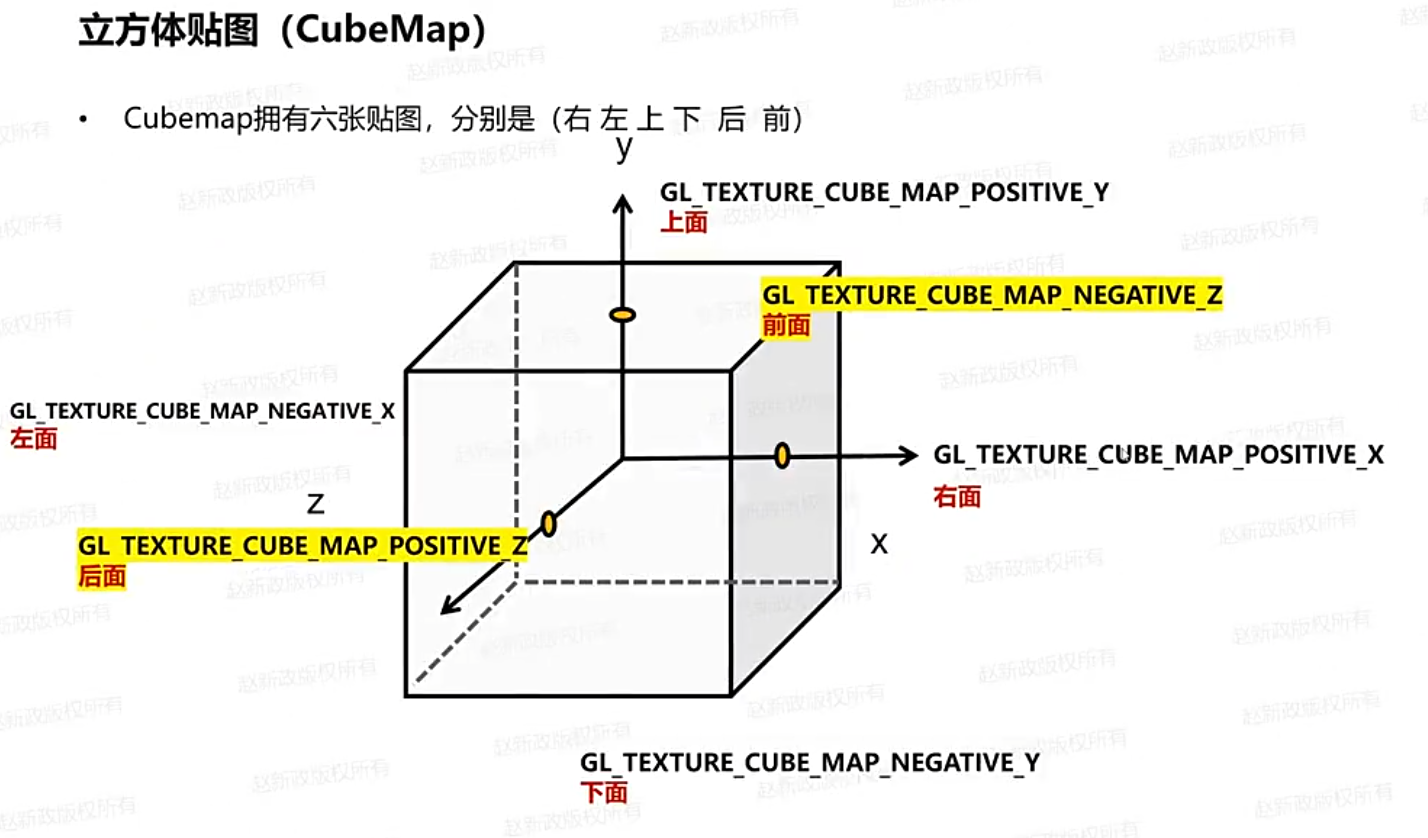 立方体贴图（CubeMap）
• Cubemap拥有六张贴图，分别是（右 左 上 下 后 前）
y
GL_TEXTURE_CUBE_MAP_POSITIVE_Y
上面
GL_TEXTURE_CUBE_MAP_NEGATIVE_Z
前面
GL_TEXTURE_CUBE_MAP_NEGATIVE_X
左面
GL_TEXTURE_CUBE_MAP_POSITIVE_X
右面
z
GL_TEXTURE_CUBE_MAP_POSITIVE_Z
后面
x
GL_TEXTURE_CUBE_MAP_NEGATIVE_Y
下面
赵新政版权所有